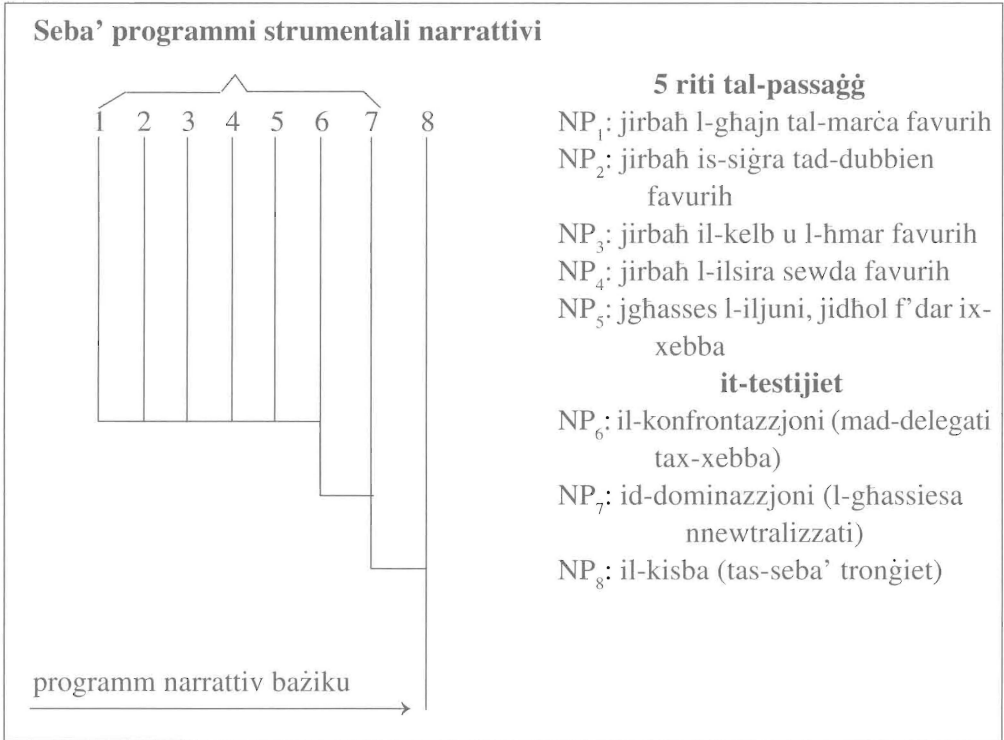 Seba’ programmi strumentali narrattivi
1 2 3 4 5 6 7 8
5 riti tal-passaġġ
NP₁: jirbaħ l-għajn tal-marċa favurih
NP₂: jirbaħ is-siġra tad-dubbien
favurih
NP₃: jirbaħ il-kelb u l-ħmar favurih
NP₄: jirbaħ l-ilsira sewda favurih
NP₅: jgħasses l-iljuni, jidħol f’dar ix-
xebba
it-testijiet
NP₆: il-konfrontazzjoni (mad-delegati
tax-xebba)
NP₇: id-dominazzjoni (l-għassiesa
nnewtralizzati)
NP₈: il-kisba (tas-seba’ tronġiet)
programm narrattiv bażiku